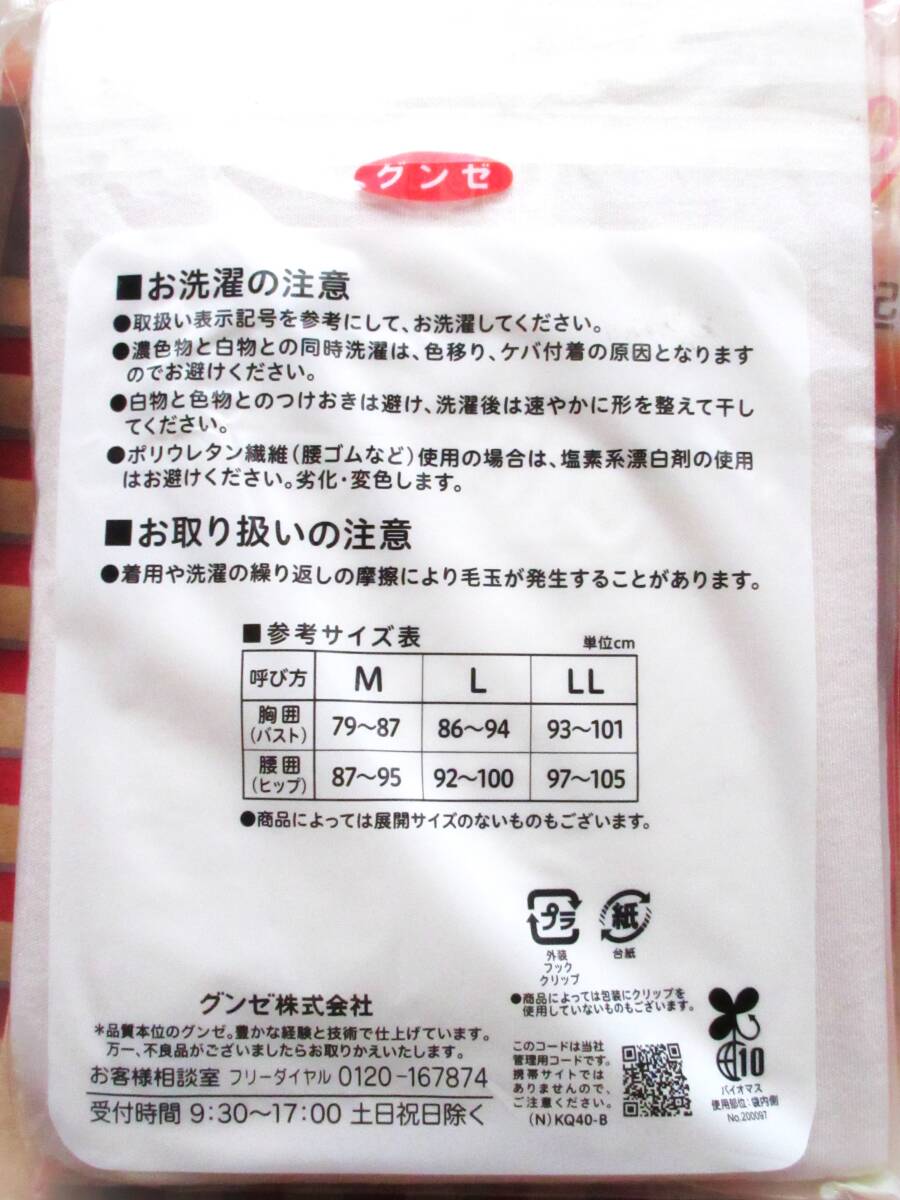 グンゼ
■お洗濯の注意
●取扱い表示記号を参考にして、お洗濯してください。
●濃色物と白物との同時洗濯は、色移り、ケバ付着の原因となります
のでお避けください。
●白物と色物とのつけおきは避け、洗濯後は速やかに形を整えて干し
てください。
●ポリウレタン繊維(腰ゴムなど)使用の場合は、塩素系漂白剤の使用
はお避けください。劣化・変色します。
■お取り扱いの注意
●着用や洗濯の繰り返しの摩擦により毛玉が発生することがあります。
■参考サイズ表 単位cm
呼び方 M L LL
胸囲
(バスト) 79〜87 86〜94 93〜101
腰囲
(ヒップ) 87〜95 92〜100 97〜105
●商品によっては展開サイズのないものもございます。
プラ 紙
外装 台紙
フック
クリップ
●商品によっては包装にクリップを
使用していないものもございます。
グンゼ株式会社
*品質本位のグンゼ。豊かな経験と技術で仕上げています。
万一、不良品がございましたらお取りかえいたします。
お客様相談室 フリーダイヤル 0120-167874
受付時間 9:30〜17:00 土日祝日除く
このコードは当社
管理用コードです。
携帯サイトでは
ありませんので、
ご注意ください。
(N)KQ40-B
10
バイオマス
使用部位:袋内側
No.200097